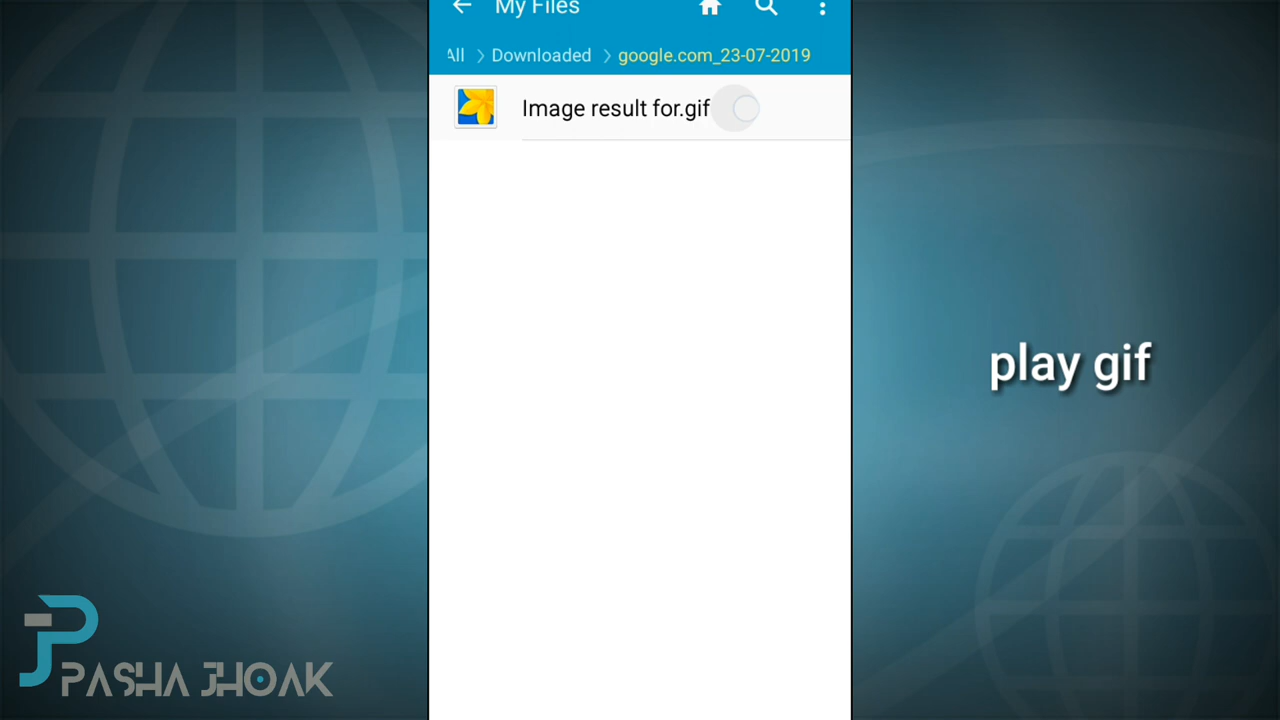 My Files
All > Downloaded > google.com_23-07-2019
Image result for.gif
play gif
PASHA JHOAK